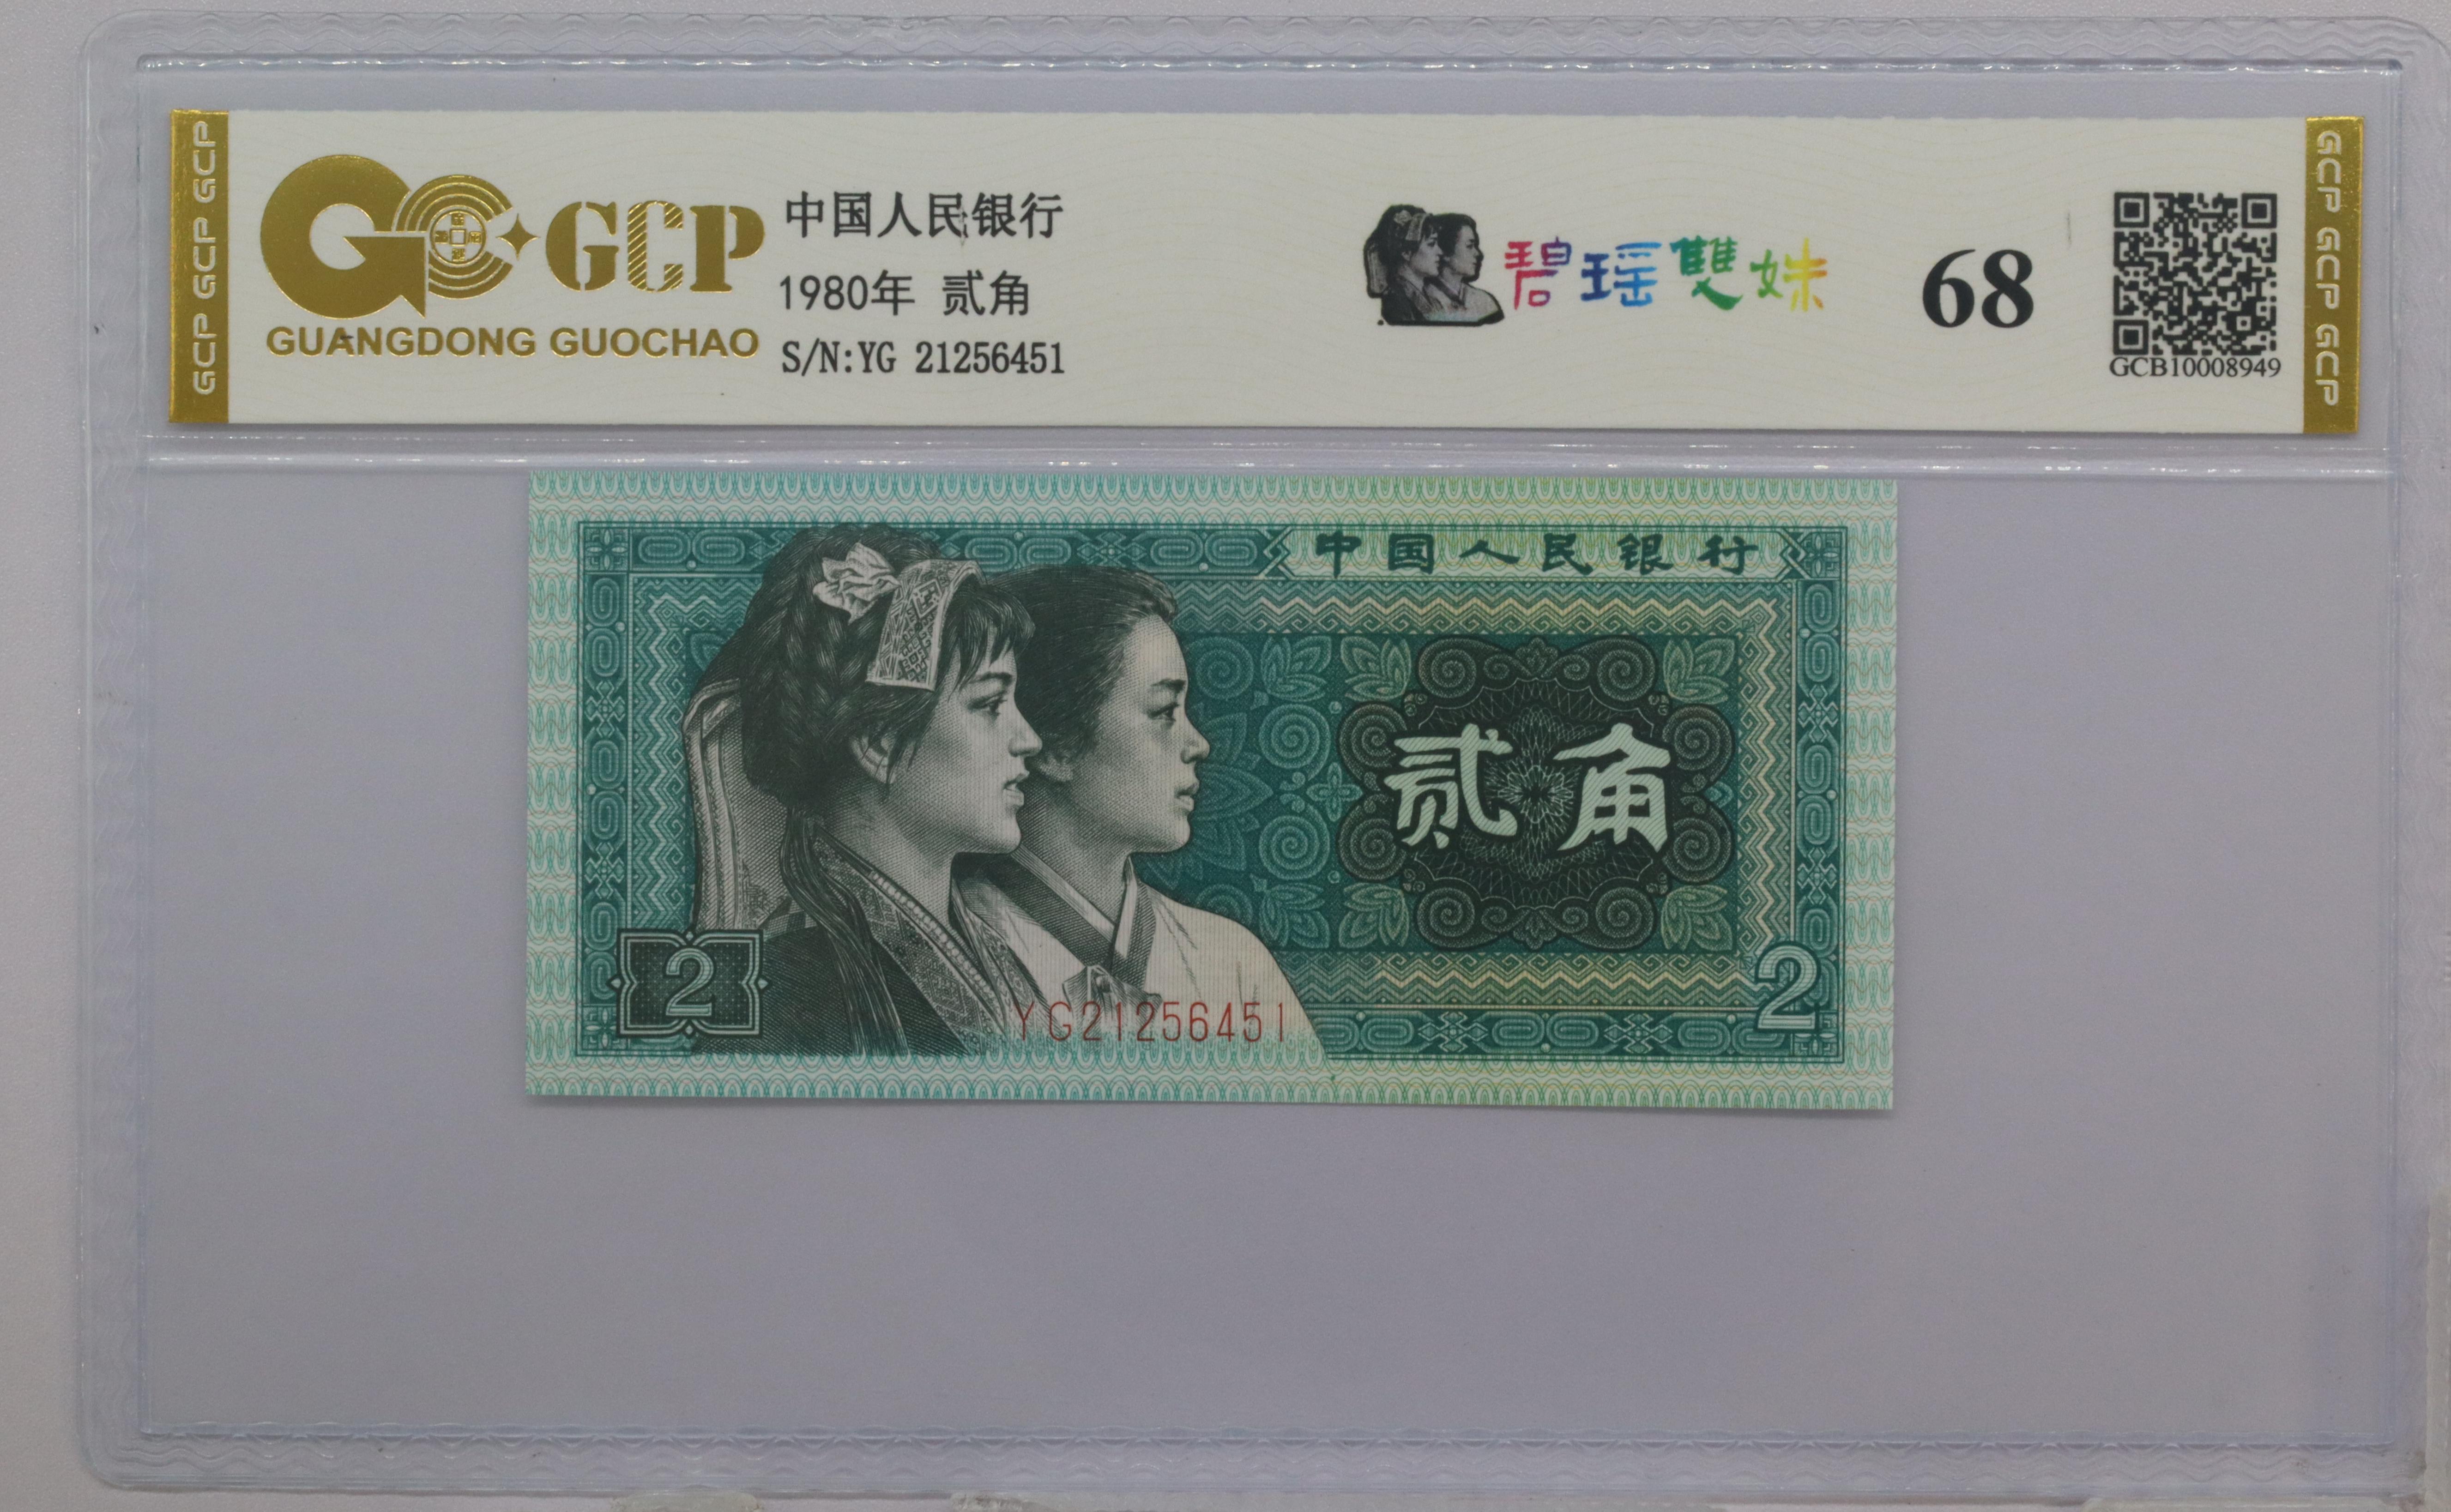 GCP GCP GCP
GCP
GUANGDONG GUOCHAO
中国人民银行
1980年 贰角
S/N:YG 21256451
碧瑶雙姝
68
GCB10008949
GCP GCP GCP
中国人民银行
贰角
2
YG21256451
2